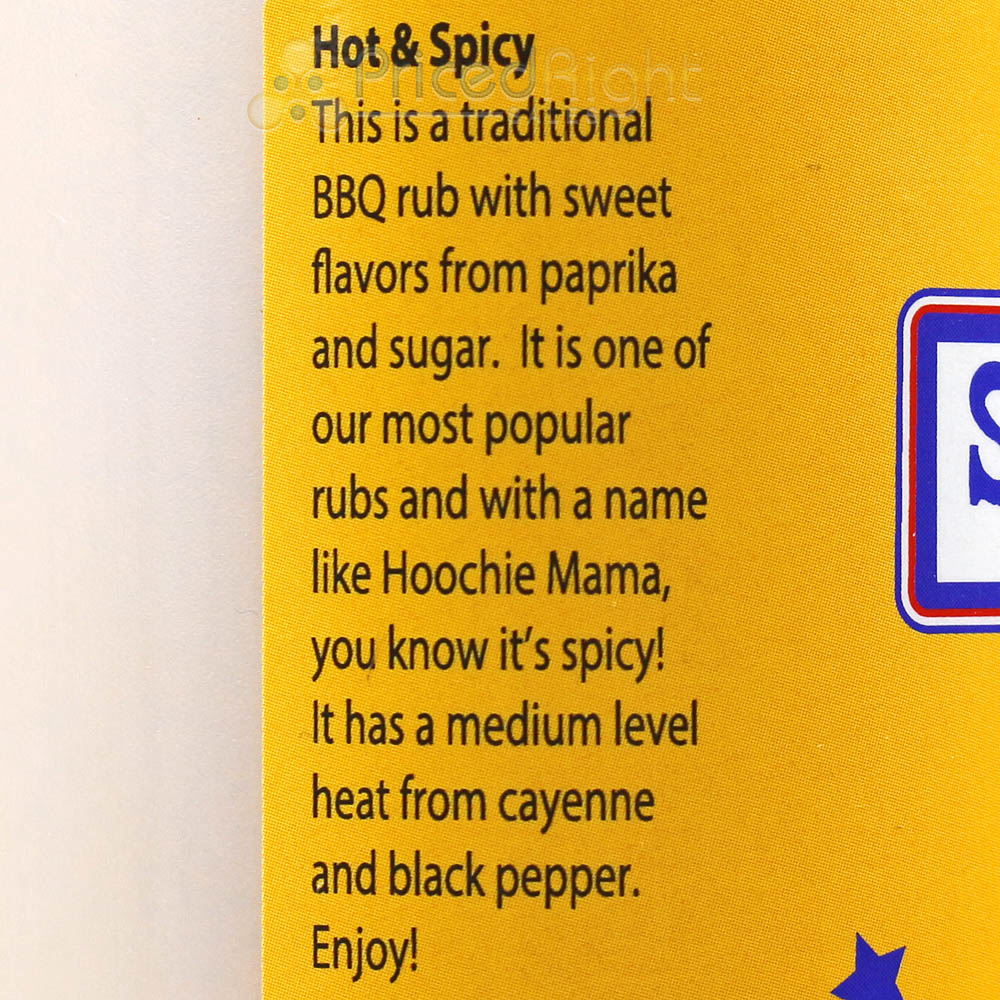 Hot & Spicy
PricedRight
This is a traditional
BBQ rub with sweet
flavors from paprika
and sugar.  It is one of
our most popular
rubs and with a name
like Hoochie Mama,
you know it's spicy!
It has a medium level
heat from cayenne
and black pepper.
Enjoy!
S